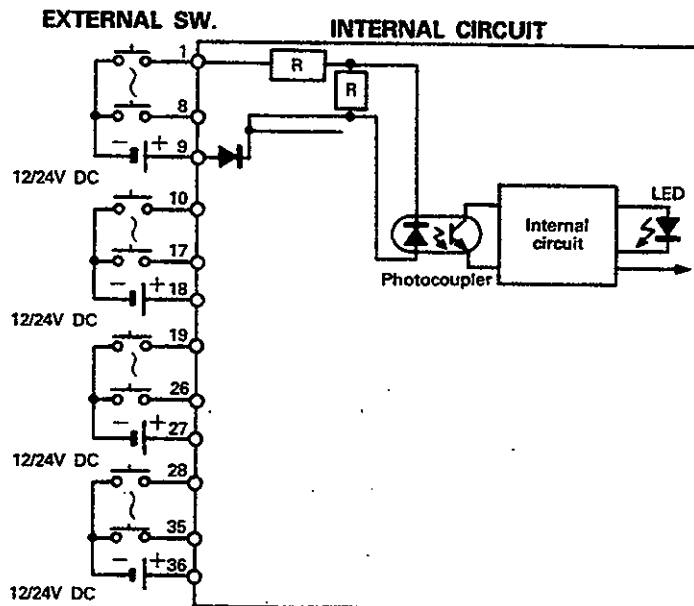 EXTERNAL SW.
INTERNAL CIRCUIT
1
R
R
8
- +
9
12/24V DC
10
17
- +
18
12/24V DC
19
26
- +
27
12/24V DC
28
35
- +
36
12/24V DC
Photocoupler
Internal
circuit
LED